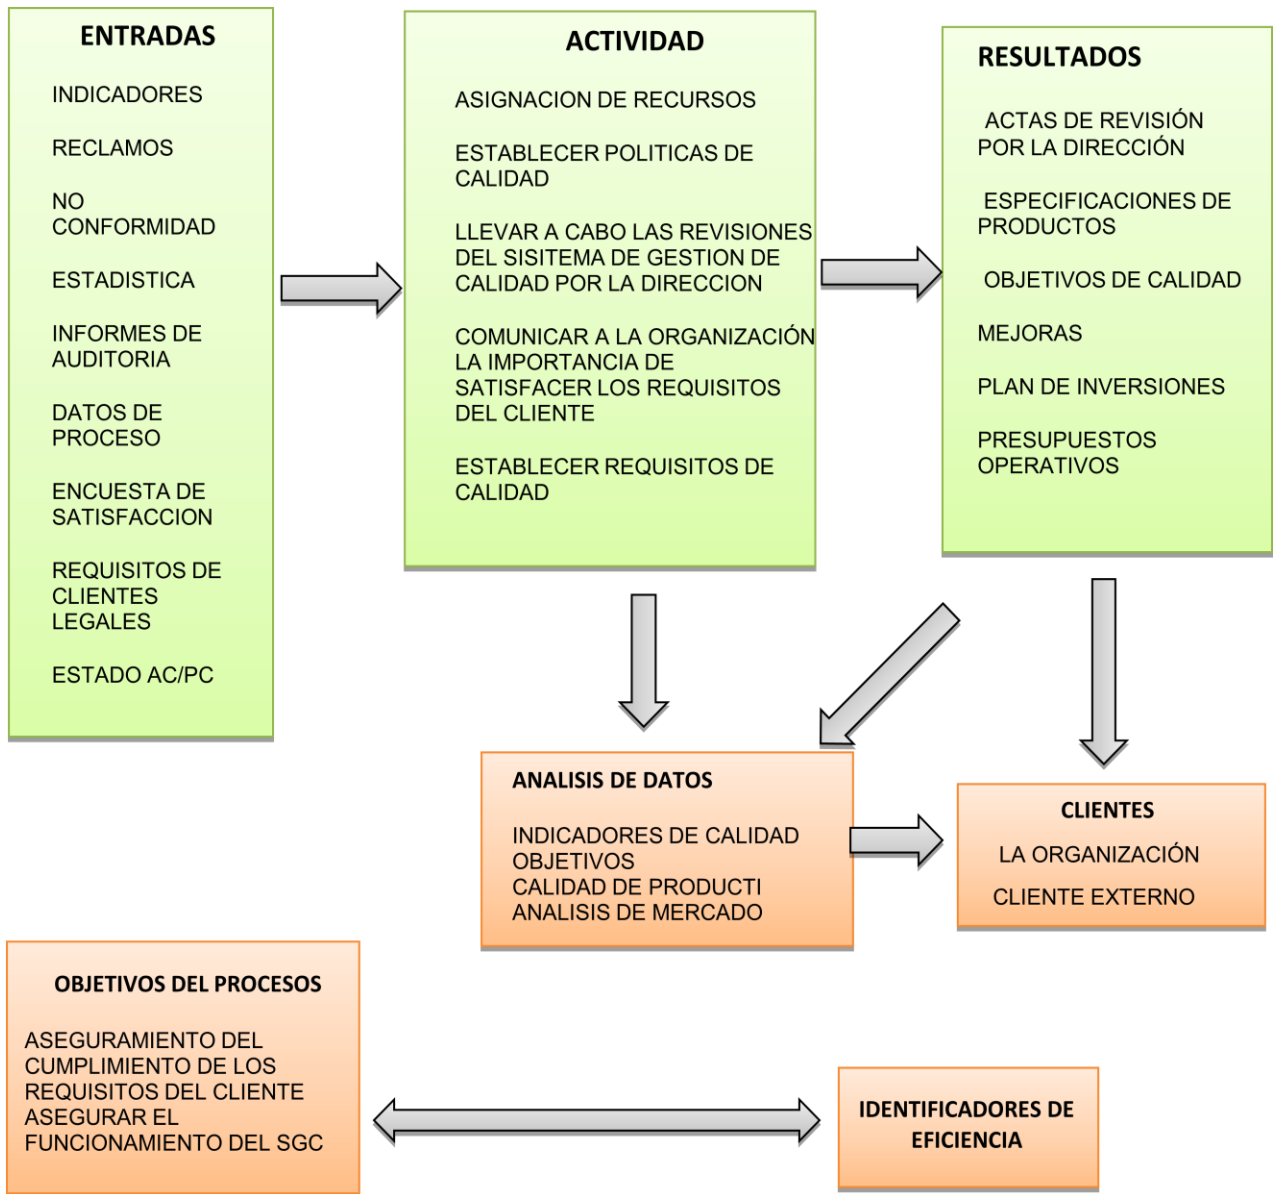 ENTRADAS
INDICADORES
RECLAMOS
NO
CONFORMIDAD
ESTADISTICA
INFORMES DE
AUDITORIA
DATOS DE
PROCESO
ENCUESTA DE
SATISFACCION
REQUISITOS DE
CLIENTES
LEGALES
ESTADO AC/PC
ACTIVIDAD
ASIGNACION DE RECURSOS
ESTABLECER POLITICAS DE
CALIDAD
LLEVAR A CABO LAS REVISIONES
DEL SISITEMA DE GESTION DE
CALIDAD POR LA DIRECCION
COMUNICAR A LA ORGANIZACIÓN
LA IMPORTANCIA DE
SATISFACER LOS REQUISITOS
DEL CLIENTE
ESTABLECER REQUISITOS DE
CALIDAD
RESULTADOS
ACTAS DE REVISIÓN
POR LA DIRECCIÓN
ESPECIFICACIONES DE
PRODUCTOS
OBJETIVOS DE CALIDAD
MEJORAS
PLAN DE INVERSIONES
PRESUPUESTOS
OPERATIVOS
ANALISIS DE DATOS
INDICADORES DE CALIDAD
OBJETIVOS
CALIDAD DE PRODUCTI
ANALISIS DE MERCADO
CLIENTES
LA ORGANIZACIÓN
CLIENTE EXTERNO
OBJETIVOS DEL PROCESOS
ASEGURAMIENTO DEL
CUMPLIMIENTO DE LOS
REQUISITOS DEL CLIENTE
ASEGURAR EL
FUNCIONAMIENTO DEL SGC
IDENTIFICADORES DE
EFICIENCIA